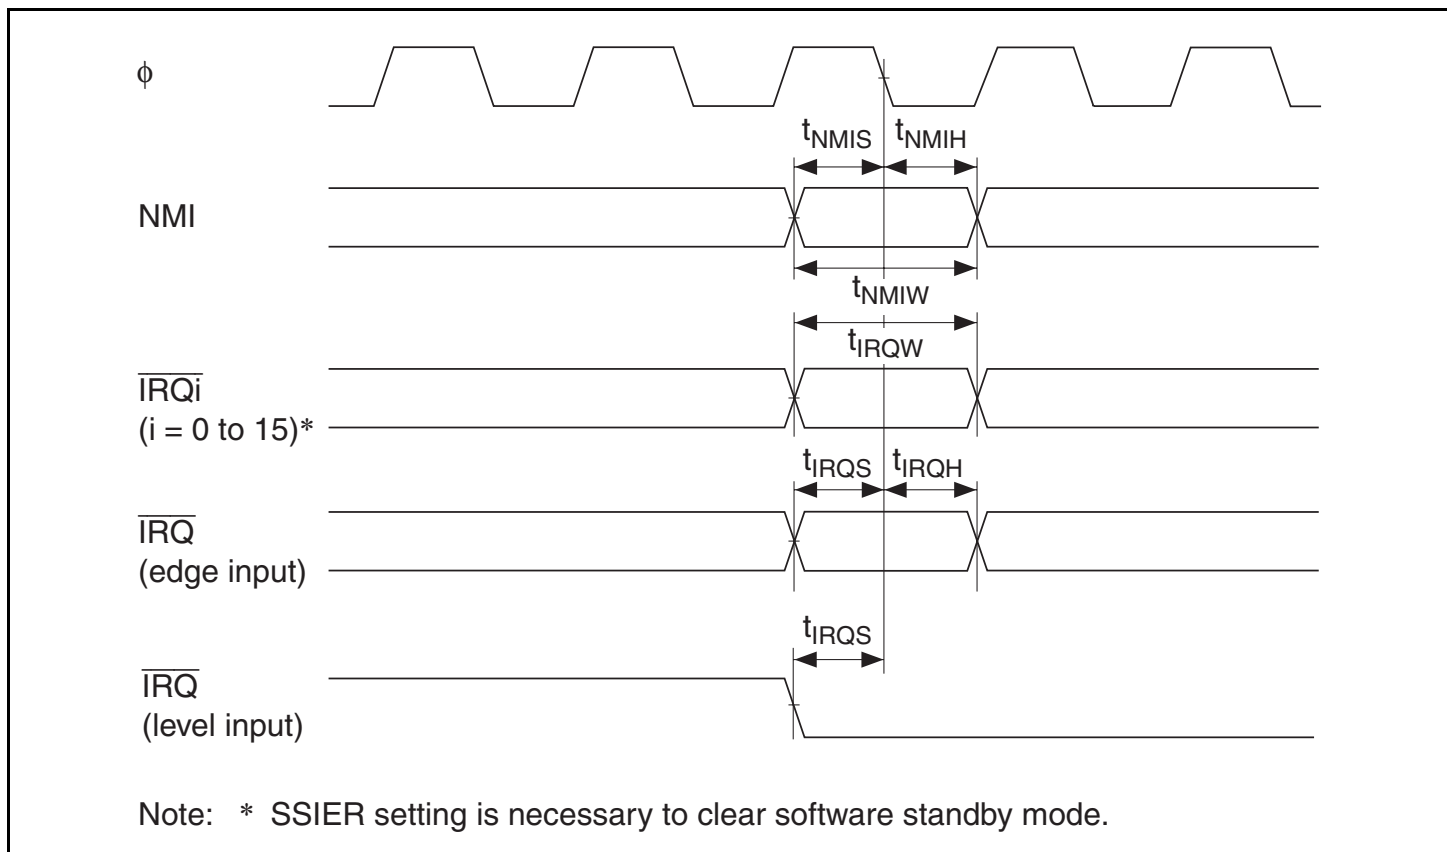 ϕ
tNMIS tNMIH
NMI
tNMIW
tIRQW
IRQi
(i = 0 to 15)*
tIRQS tIRQH
IRQ
(edge input)
tIRQS
IRQ
(level input)
Note: * SSIER setting is necessary to clear software standby mode.